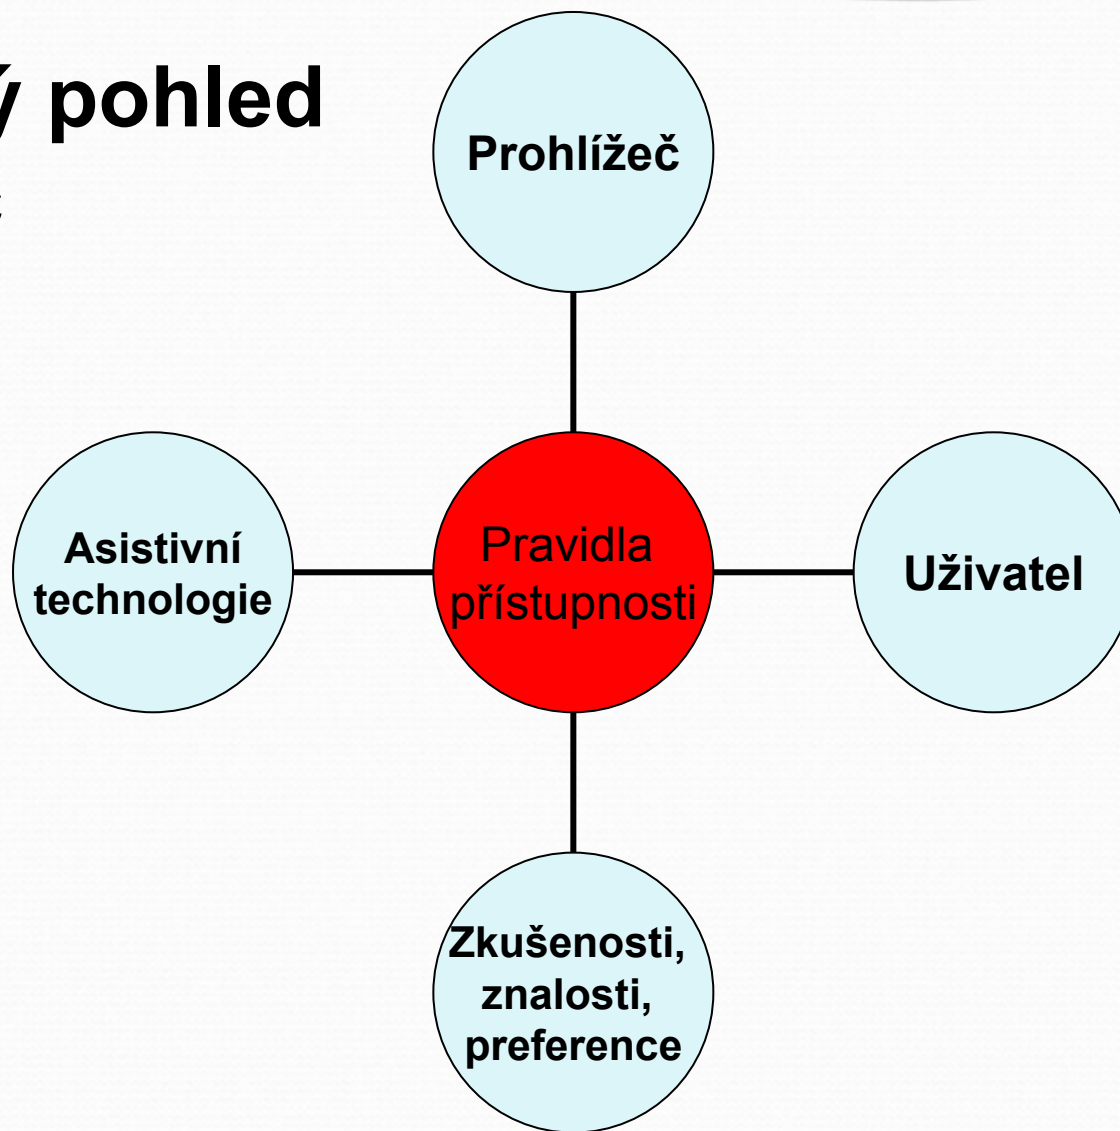 ý pohled
Prohlížeč
Asistivní
technologie
Pravidla
přístupnosti
Uživatel
Zkušenosti,
znalosti,
preference